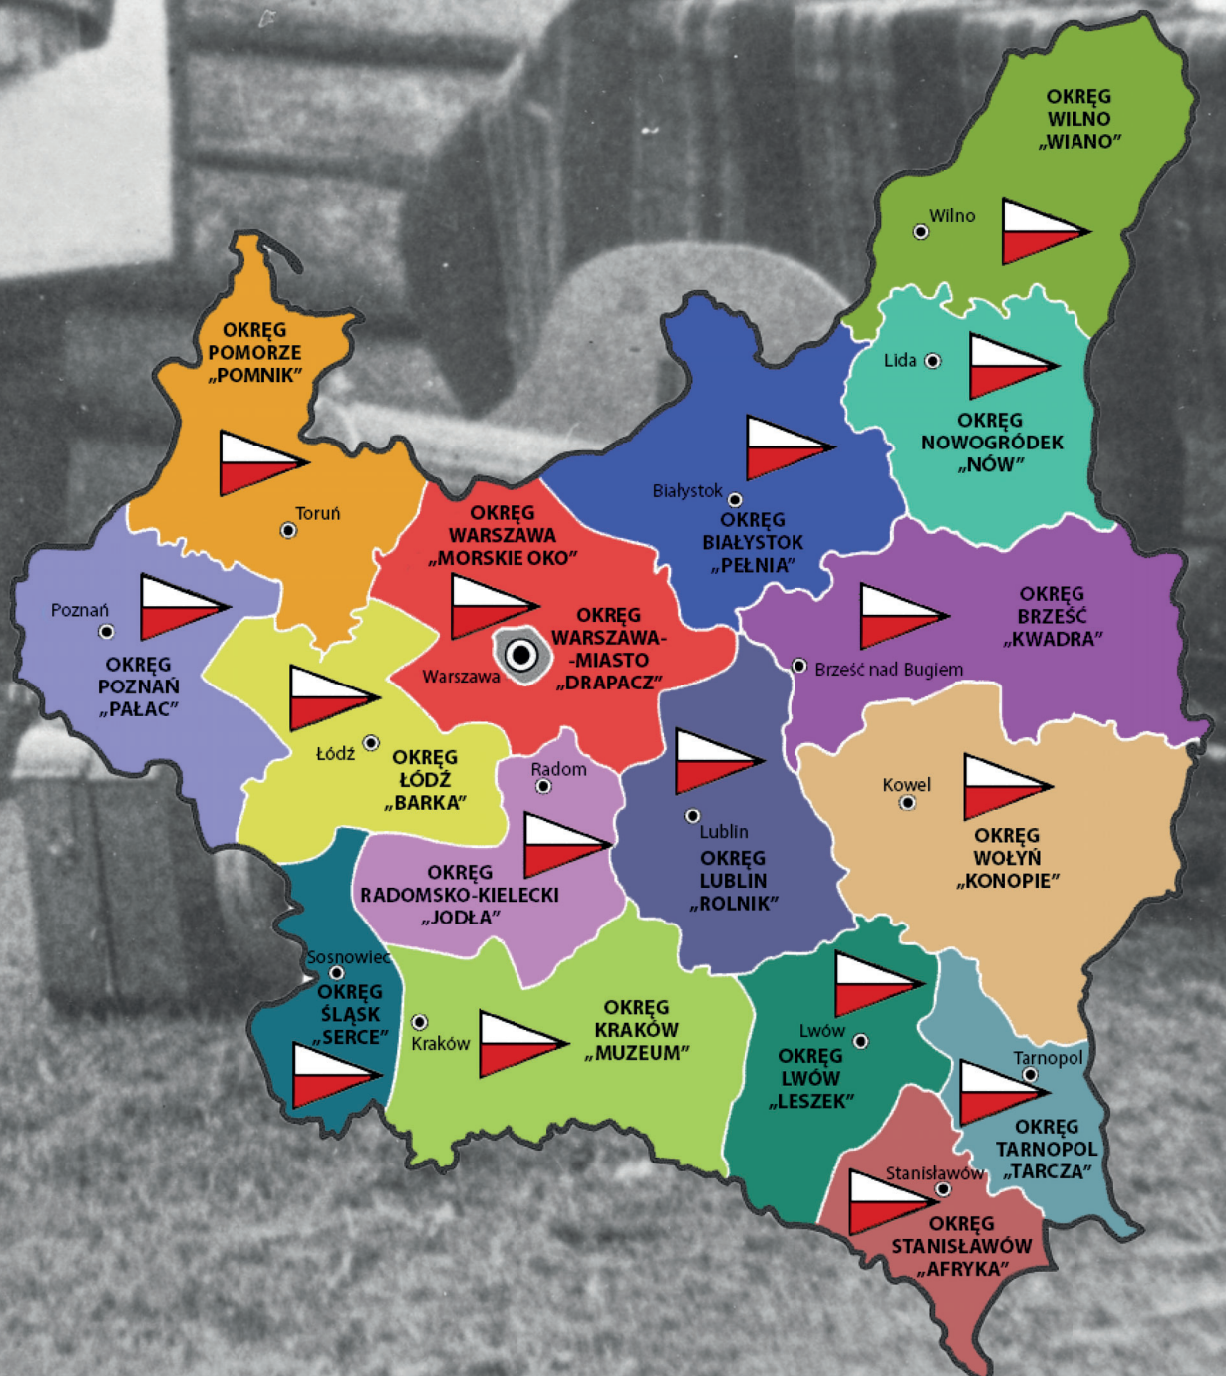 OKRĘG
WILNO
„WIANO”
Wilno
OKRĘG
POMORZE
„POMNIK”
Toruń
Lida
OKRĘG
NOWOGRÓDEK
„NÓW”
Białystok
OKRĘG
BIAŁYSTOK
„PEŁNIA”
OKRĘG
WARSZAWA
„MORSKIE OKO”
OKRĘG
WARSZAWA-
-MIASTO
„DRAPACZ”
Warszawa
Poznań
OKRĘG
POZNAŃ
„PAŁAC”
OKRĘG
BRZEŚĆ
„KWADRA”
Brześć nad Bugiem
Łódź
OKRĘG
ŁÓDŹ
„BARKA”
Radom
OKRĘG
RADOMSKO-KIELECKI
„JODŁA”
Lublin
OKRĘG
LUBLIN
„ROLNIK”
Kowel
OKRĘG
WOŁYŃ
„KONOPIE”
Sosnowiec
OKRĘG
ŚLĄSK
„SERCE”
Kraków
OKRĘG
KRAKÓW
„MUZEUM”
Lwów
OKRĘG
LWÓW
„LESZEK”
Tarnopol
OKRĘG
TARNOPOL
„TARCZA”
Stanisławów
OKRĘG
STANISŁAWÓW
„AFRYKA”